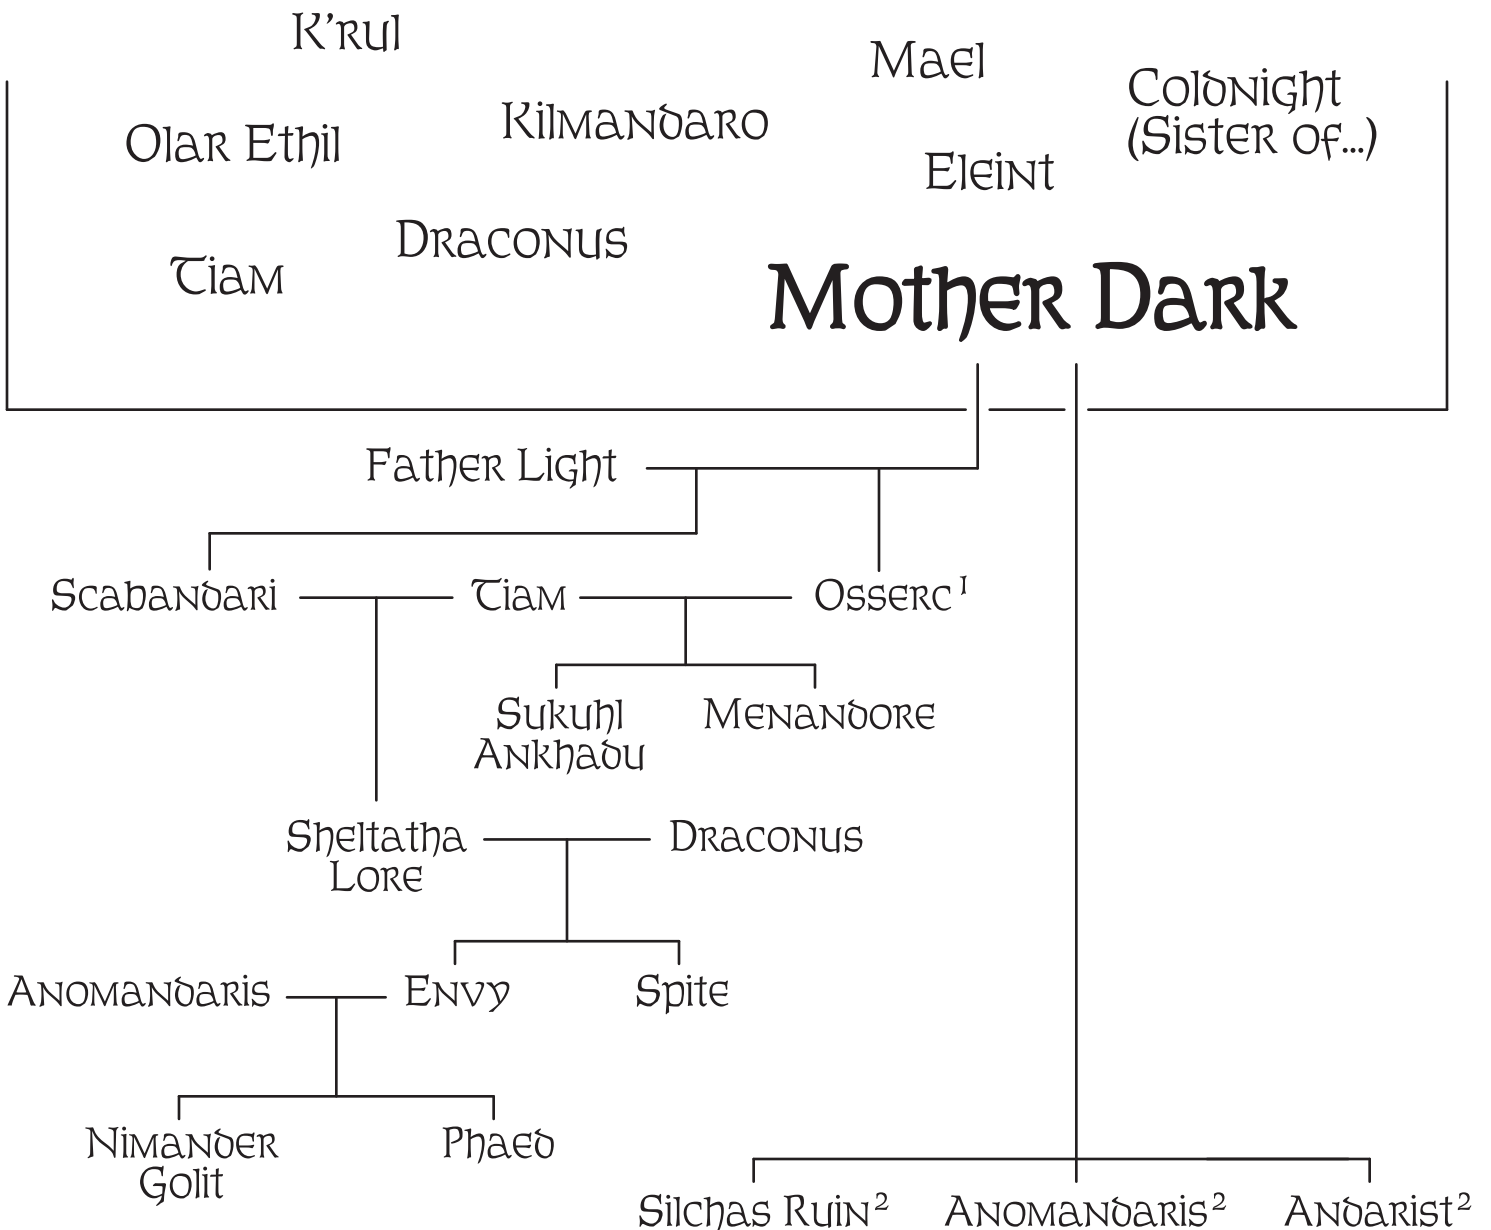 K'rul
Mael
Coldnight
(Sister of...)
Olar Ethil
Kilmandaro
Eleint
Draconus
Tiam
Mother Dark
Father Light
Scabandari
Tiam
Osserc¹
Sukuhl
Ankhadu
Menandore
Sheltatha
Lore
Draconus
Anomandaris
Envy
Spite
Nimander
Golit
Phaed
Silchas Ruin²
Anomandaris²
Andarist²